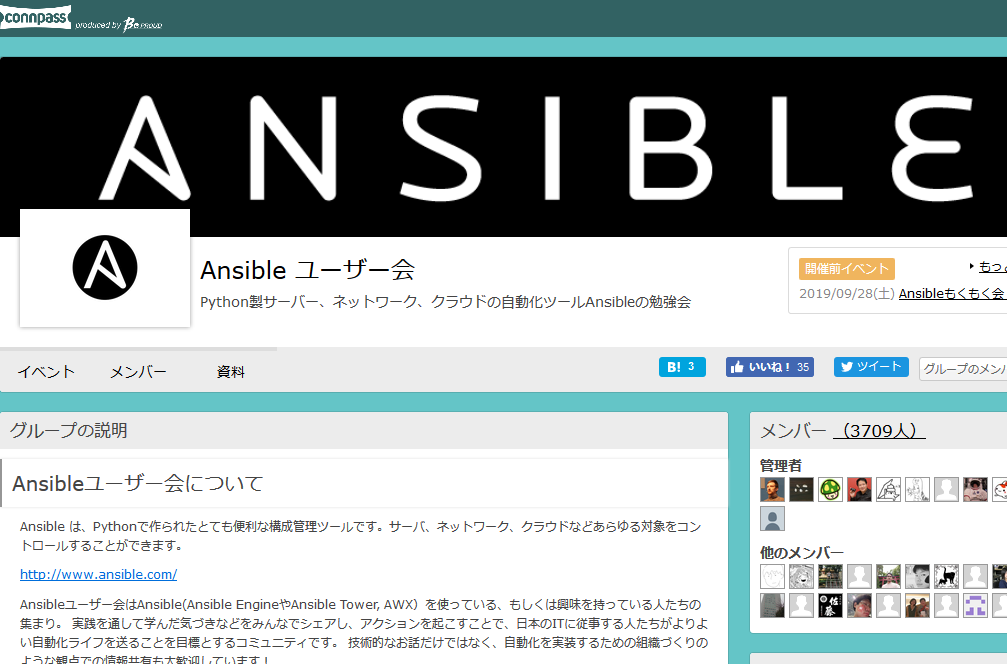 connpass produced by BePROUD
ANSIBLE
Ansible ユーザー会
Python製サーバー、ネットワーク、クラウドの自動化ツールAnsibleの勉強会
開催前イベント
もっ
2019/09/28(土) Ansibleもくもく会
イベント メンバー 資料
B! 3 いいね! 35 ツイート グループのメン
グループの説明
Ansibleユーザー会について
Ansible は、Pythonで作られたとても便利な構成管理ツールです。サーバ、ネットワーク、クラウドなどあらゆる対象をコン
トロールすることができます。
http://www.ansible.com/
Ansibleユーザー会はAnsible(Ansible EngineやAnsible Tower, AWX）を使っている、もしくは興味を持っている人たちの
集まり。 実践を通して学んだ気づきなどをみんなでシェアし、アクションを起こすことで、日本のITに従事する人たちがよりよ
い自動化ライフを送ることを目標とするコミュニティです。 技術的なお話だけではなく、自動化を実装するための組織づくりの
ような観点での情報共有も大歓迎しています！
メンバー （3709人）
管理者
他のメンバー
佐